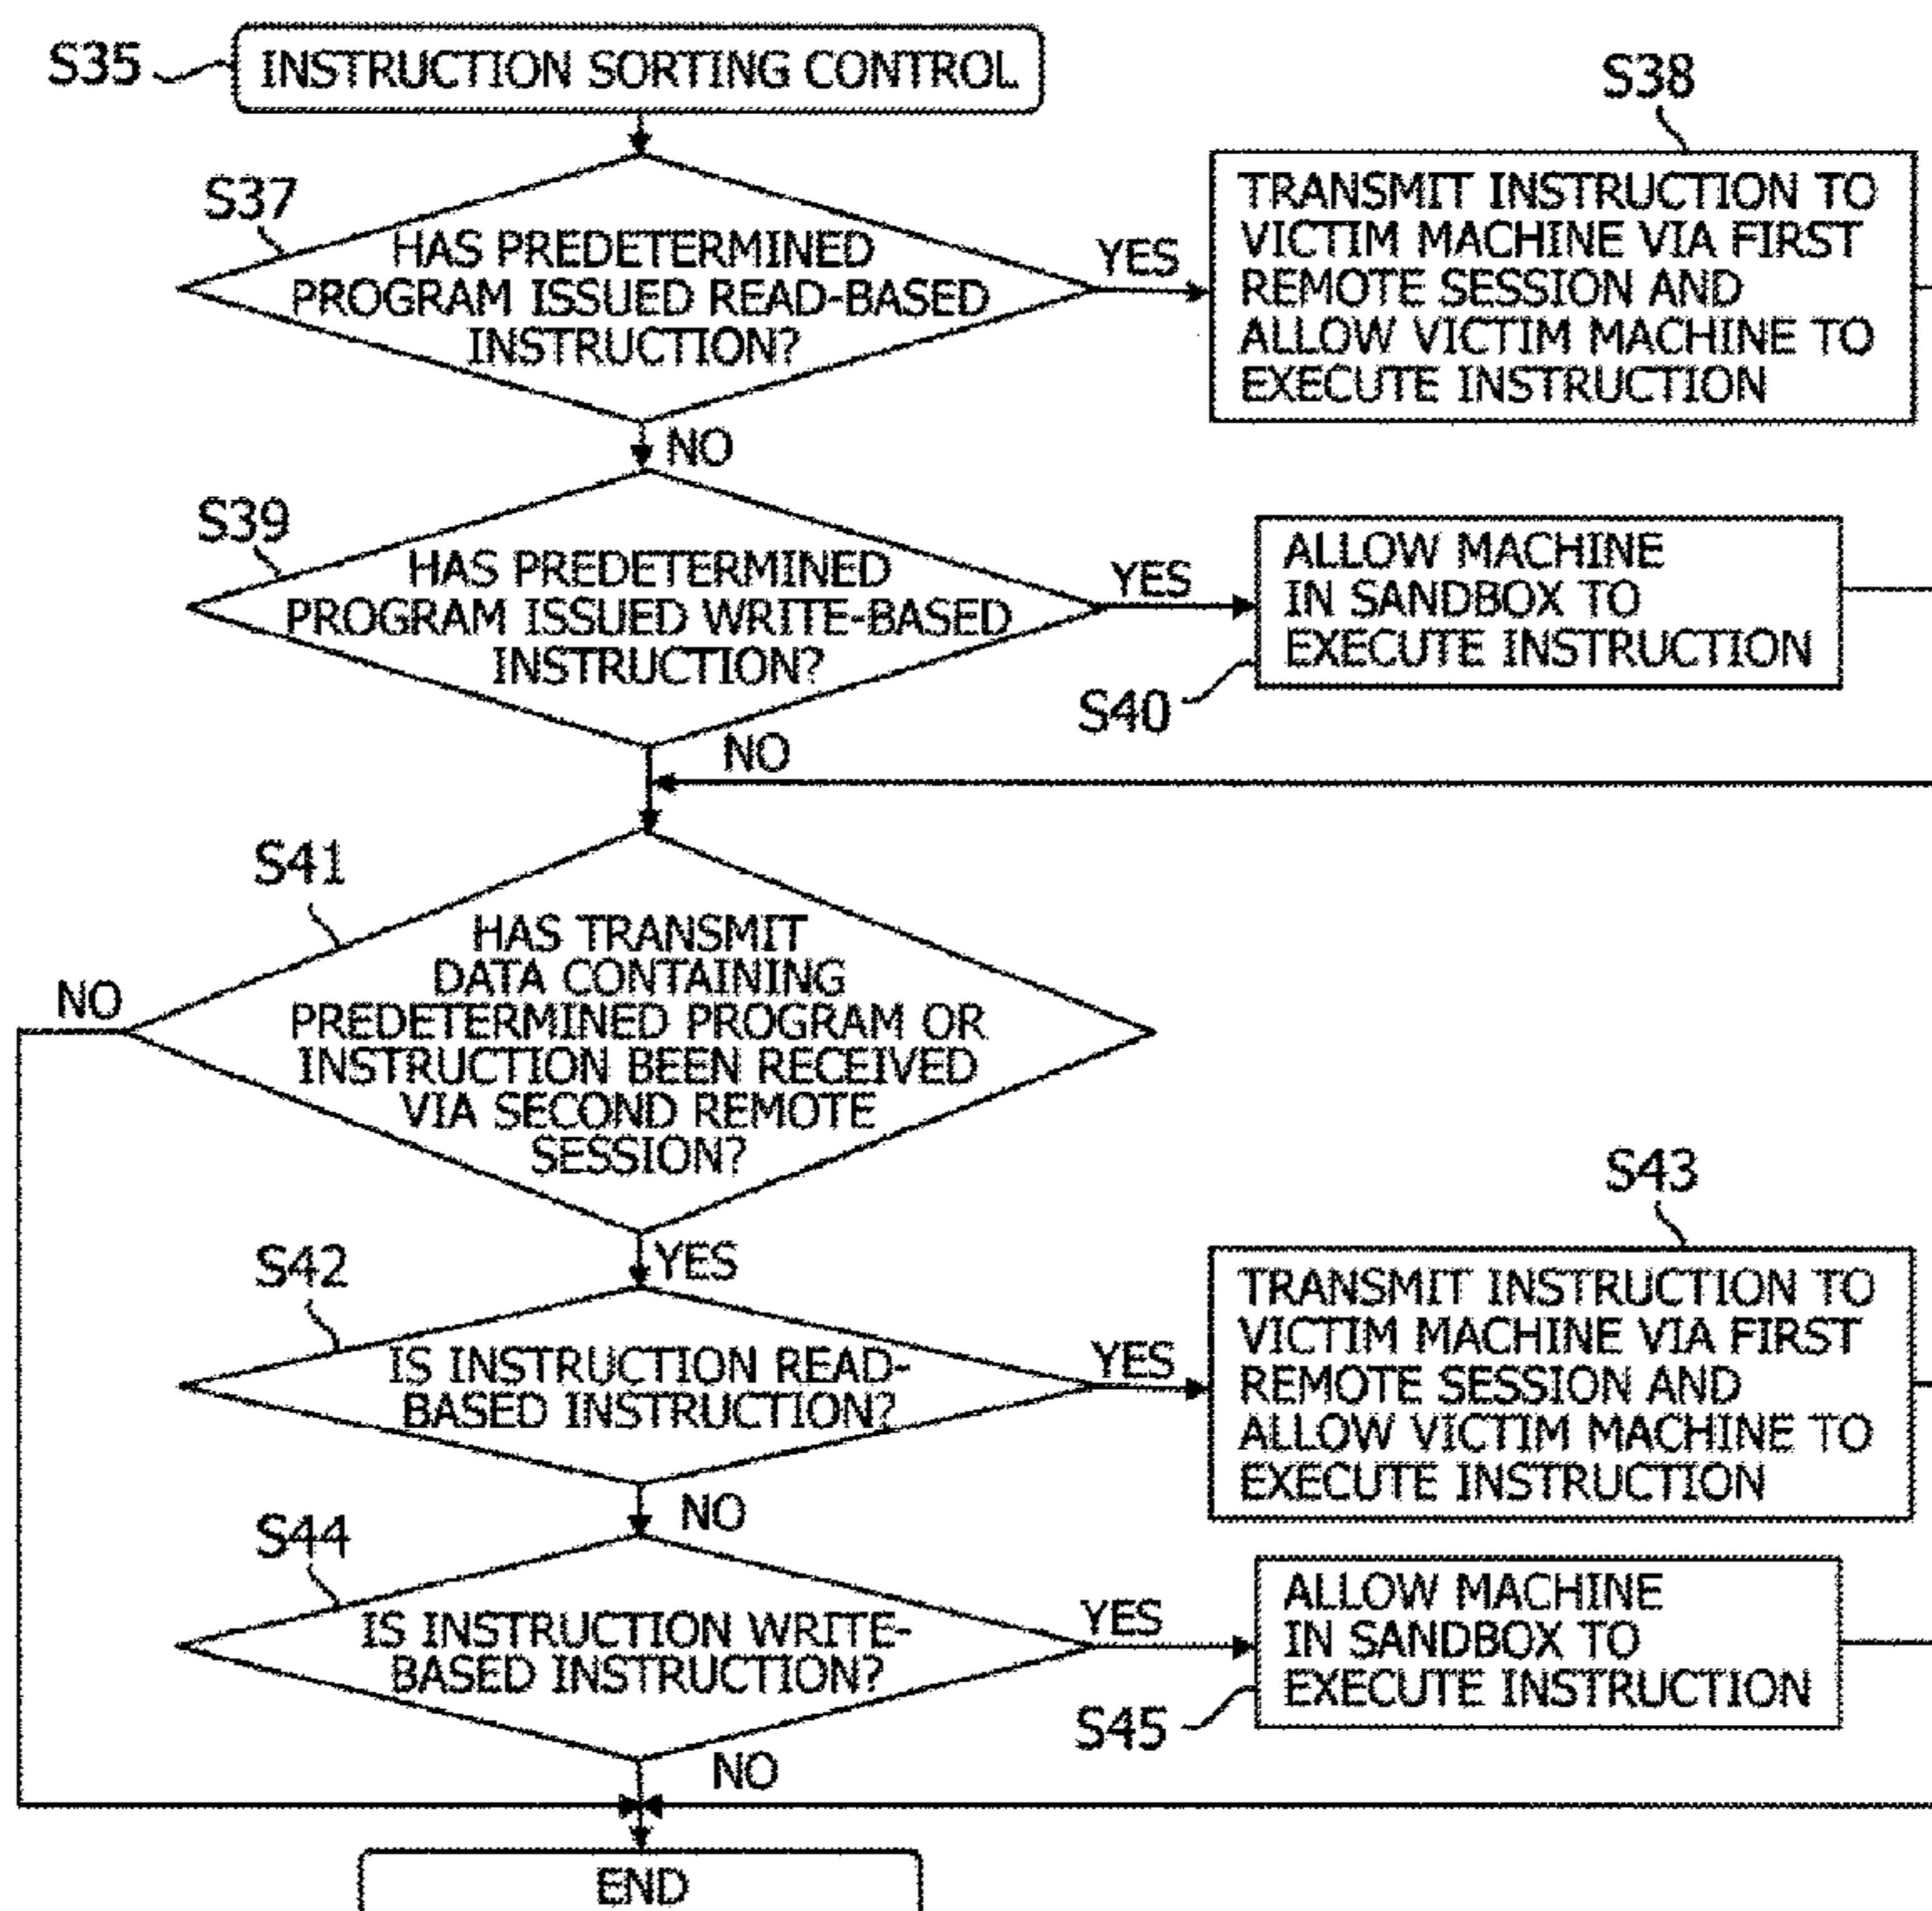 S35
INSTRUCTION SORTING CONTROL
S37
HAS PREDETERMINED
PROGRAM ISSUED READ-BASED
INSTRUCTION?
YES
S38
TRANSMIT INSTRUCTION TO
VICTIM MACHINE VIA FIRST
REMOTE SESSION AND
ALLOW VICTIM MACHINE TO
EXECUTE INSTRUCTION
NO
S39
HAS PREDETERMINED
PROGRAM ISSUED WRITE-BASED
INSTRUCTION?
YES
ALLOW MACHINE
IN SANDBOX TO
EXECUTE INSTRUCTION
S40
NO
S41
HAS TRANSMIT
DATA CONTAINING
PREDETERMINED PROGRAM OR
INSTRUCTION BEEN RECEIVED
VIA SECOND REMOTE
SESSION?
NO
YES
S42
IS INSTRUCTION READ-
BASED INSTRUCTION?
YES
S43
TRANSMIT INSTRUCTION TO
VICTIM MACHINE VIA FIRST
REMOTE SESSION AND
ALLOW VICTIM MACHINE TO
EXECUTE INSTRUCTION
NO
S44
IS INSTRUCTION WRITE-
BASED INSTRUCTION?
YES
ALLOW MACHINE
IN SANDBOX TO
EXECUTE INSTRUCTION
S45
NO
END